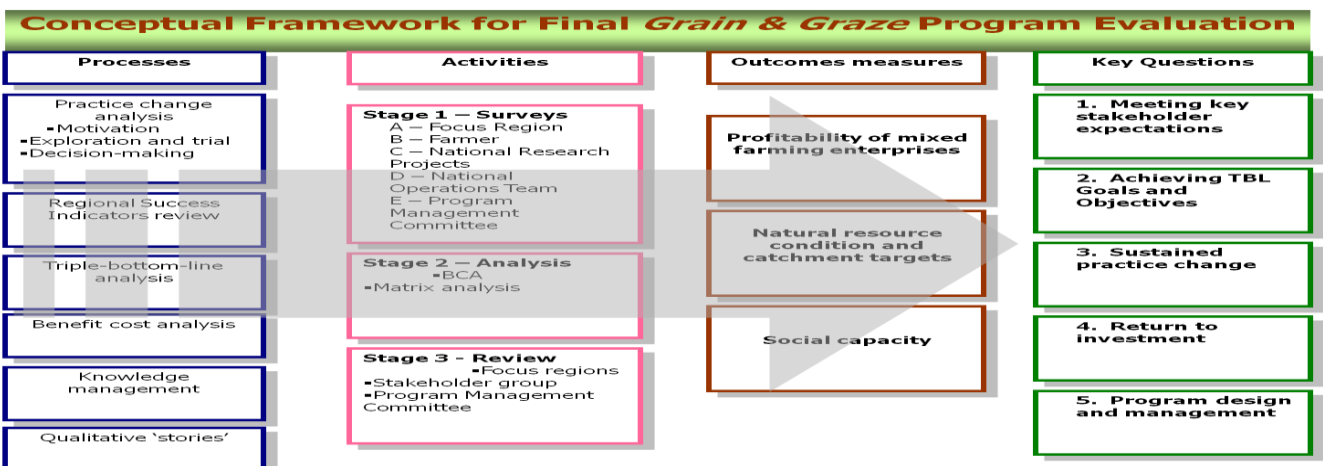 Conceptual Framework for Final Grain & Graze Program Evaluation
Processes
Practice change
analysis
▪Motivation
▪Exploration and trial
▪Decision-making
Regional Success
Indicators review
Triple-bottom-line
analysis
Benefit cost analysis
Knowledge
management
Qualitative ‘stories’
Activities
Stage 1 – Surveys
A – Focus Region
B – Farmer
C – National Research
Projects
D – National
Operations Team
E – Program
Management
Committee
Stage 2 – Analysis
▪BCA
▪Matrix analysis
Stage 3 - Review
▪Focus regions
▪Stakeholder group
▪Program Management
Committee
Outcomes measures
Profitability of mixed
farming enterprises
Natural resource
condition and
catchment targets
Social capacity
Key Questions
1. Meeting key
stakeholder
expectations
2. Achieving TBL
Goals and
Objectives
3. Sustained
practice change
4. Return to
investment
5. Program design
and management